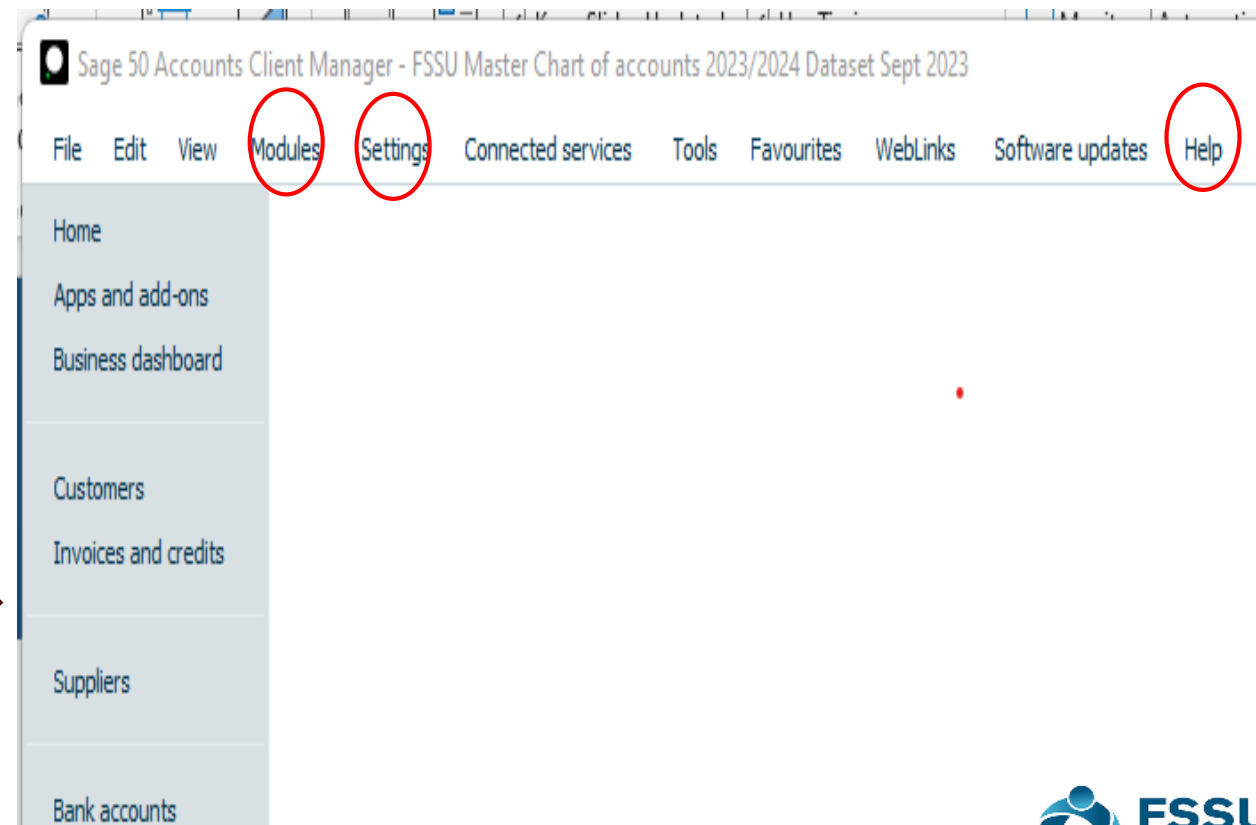 Sage 50 Accounts Client Manager - FSSU Master Chart of accounts 2023/2024 Dataset Sept 2023
File Edit View Modules Settings Connected services Tools Favourites WebLinks Software updates Help
Home
Apps and add-ons
Business dashboard
Customers
Invoices and credits
Suppliers
Bank accounts
FSSU